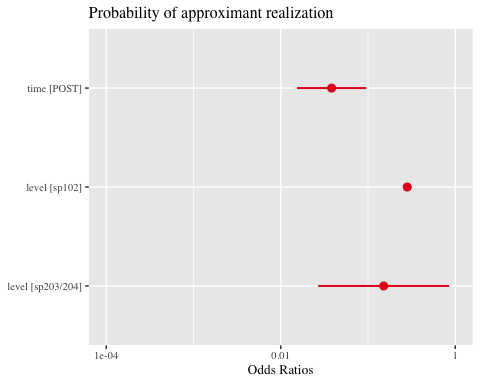 Probability of approximant realization
time [POST]
level [sp102]
level [sp203/204]
1e-04
0.01
1
Odds Ratios